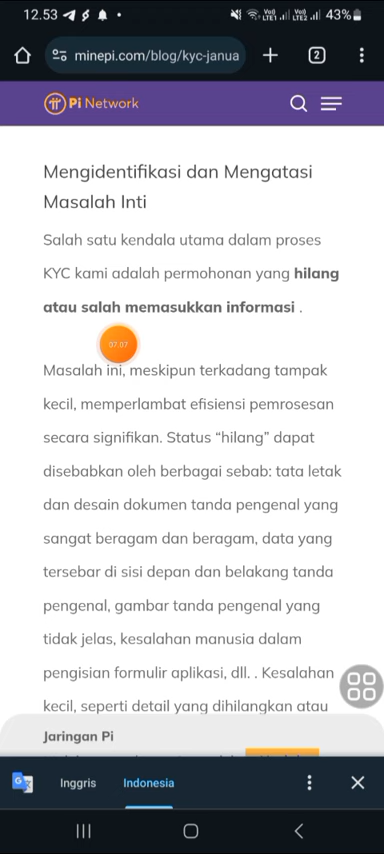 12.53
Vo)) LTE1
Vo)) LTE2
43%
minepi.com/blog/kyc-janua
2
Pi Network
Mengidentifikasi dan Mengatasi
Masalah Inti
Salah satu kendala utama dalam proses
KYC kami adalah permohonan yang hilang
atau salah memasukkan informasi .
07.07
Masalah ini, meskipun terkadang tampak
kecil, memperlambat efisiensi pemrosesan
secara signifikan. Status “hilang” dapat
disebabkan oleh berbagai sebab: tata letak
dan desain dokumen tanda pengenal yang
sangat beragam dan beragam, data yang
tersebar di sisi depan dan belakang tanda
pengenal, gambar tanda pengenal yang
tidak jelas, kesalahan manusia dalam
pengisian formulir aplikasi, dll. . Kesalahan
kecil, seperti detail yang dihilangkan atau
Jaringan Pi
Inggris
Indonesia